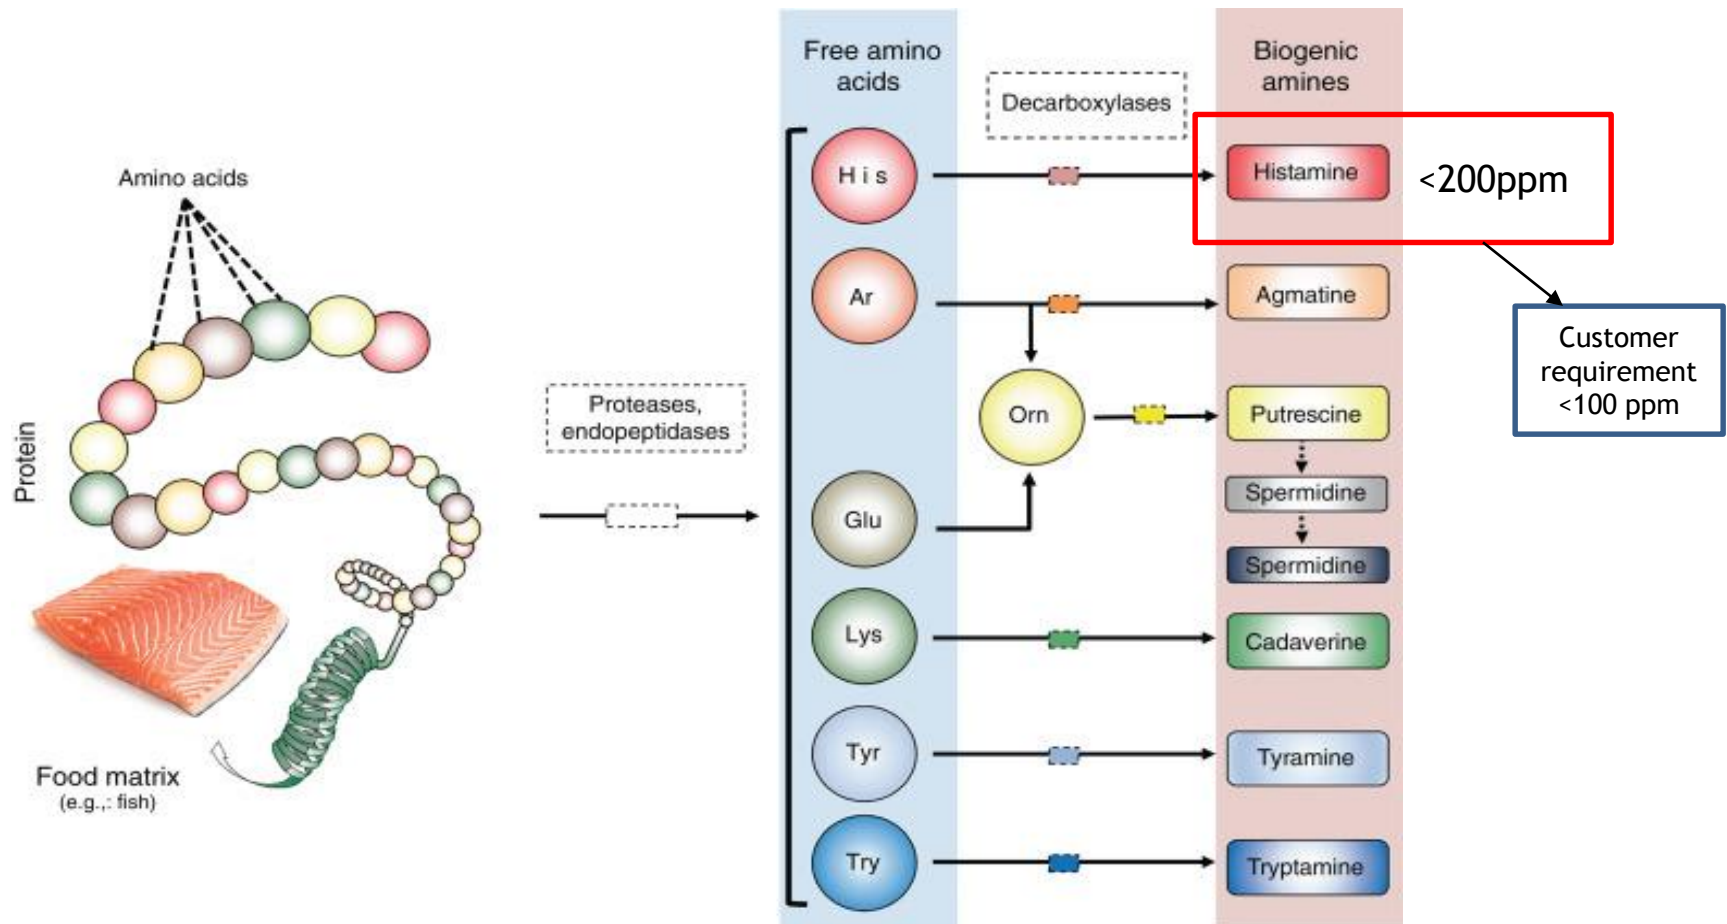 Free amino
acids
Decarboxylases
Biogenic
amines
Amino acids
Protein
Food matrix
(e.g.,: fish)
Proteases,
endopeptidases
H i s
Histamine
<200ppm
Ar
Agmatine
Customer
requirement
<100 ppm
Orn
Putrescine
Spermidine
Glu
Spermidine
Lys
Cadaverine
Tyr
Tyramine
Try
Tryptamine